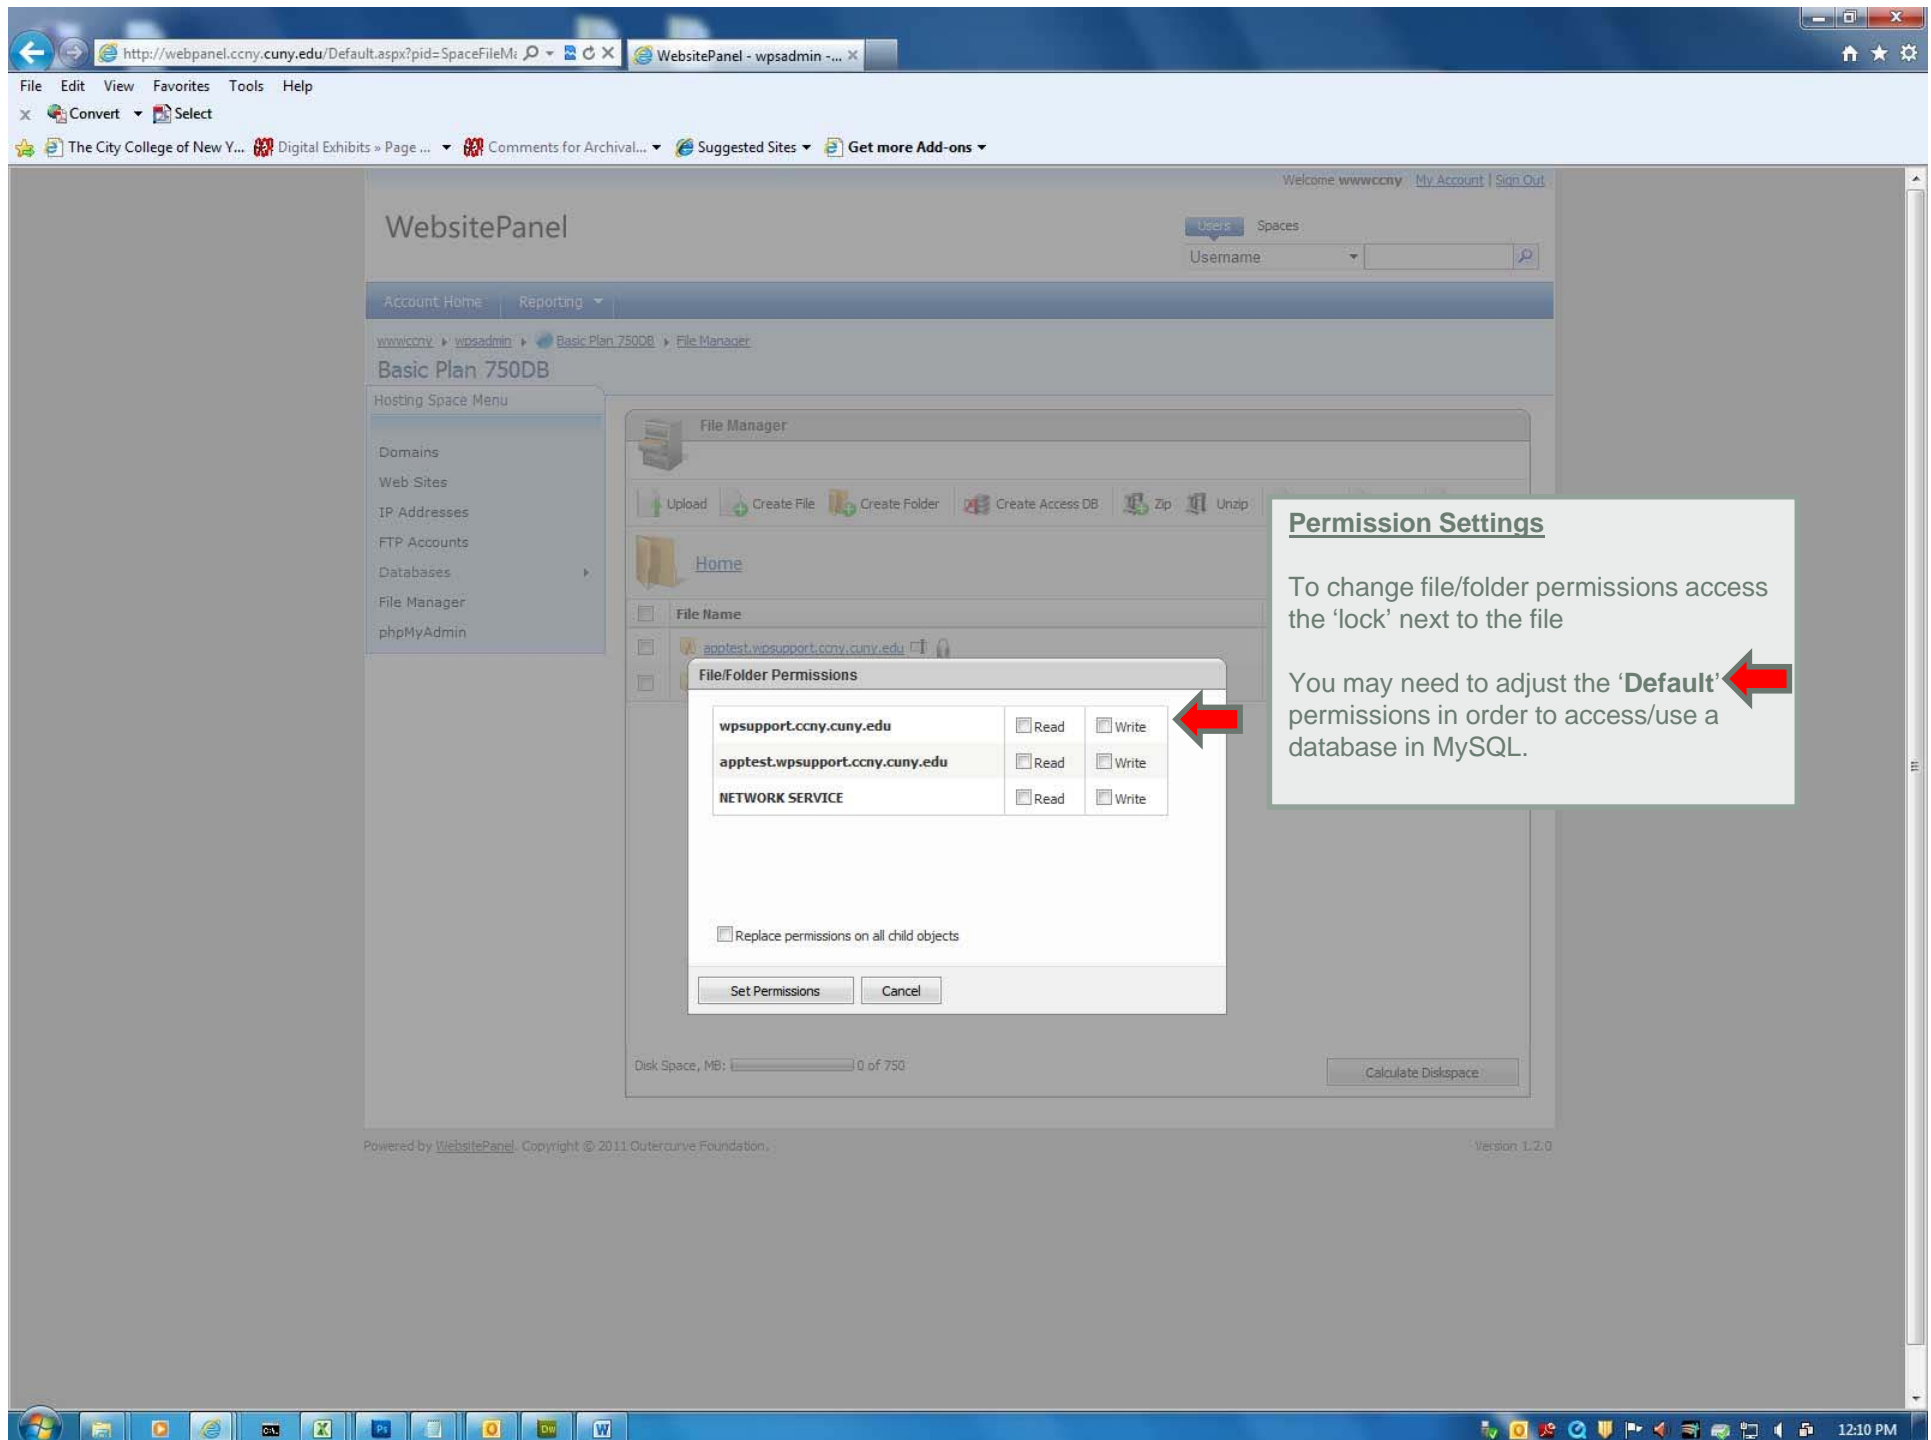 http://webpanel.ccny.cuny.edu/Default.aspx?pid=SpaceFileMa
WebsitePanel - wpsadmin -...
File Edit View Favorites Tools Help
x Convert Select
The City College of New Y... Digital Exhibits » Page ... Comments for Archival... Suggested Sites Get more Add-ons
Welcome wwwccny My Account | Sign Out
WebsitePanel
Users Spaces
Username
Account Home Reporting
wwwccny wpsadmin Basic Plan 750DB File Manager
Basic Plan 750DB
Hosting Space Menu
Domains
Web Sites
IP Addresses
FTP Accounts
Databases
File Manager
phpMyAdmin
File Manager
Upload Create File Create Folder Create Access DB Zip Unzip
Home
File Name
apptest.wpsupport.ccny.cuny.edu
File/Folder Permissions
wpsupport.ccny.cuny.edu Read Write
apptest.wpsupport.ccny.cuny.edu Read Write
NETWORK SERVICE Read Write
Replace permissions on all child objects
Set Permissions Cancel
Permission Settings
To change file/folder permissions access
the ‘lock’ next to the file
You may need to adjust the ‘Default’
permissions in order to access/use a
database in MySQL.
Disk Space, MB: 0 of 750
Calculate Diskspace
Powered by WebsitePanel. Copyright © 2011 Outercurve Foundation.
Version 1.2.0
12:10 PM